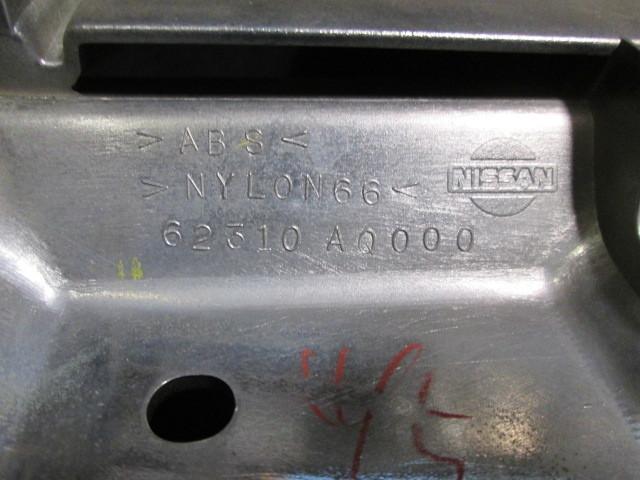 >ABS<
>NYLON66<
NISSAN
62310 AQ000